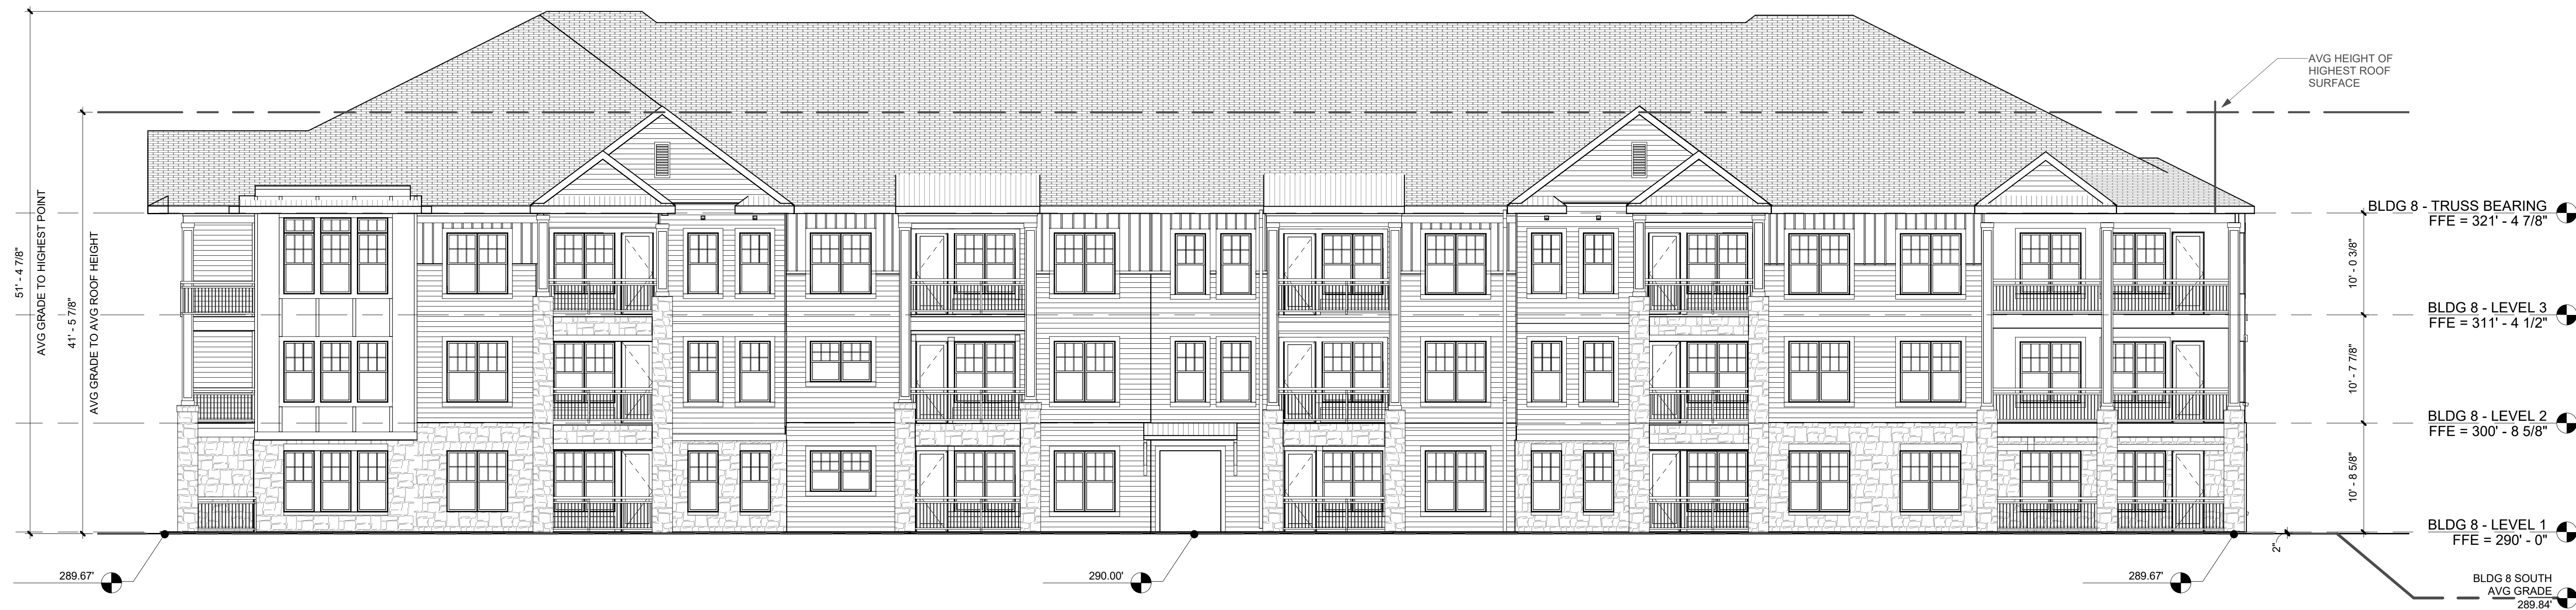 AVG HEIGHT OF
HIGHEST ROOF
SURFACE
51' - 4 7/8"
AVG GRADE TO HIGHEST POINT
41' - 5 7/8"
AVG GRADE TO AVG ROOF HEIGHT
BLDG 8 - TRUSS BEARING
FFE = 321' - 4 7/8"
10' - 0 3/8"
BLDG 8 - LEVEL 3
FFE = 311' - 4 1/2"
10' - 7 7/8"
BLDG 8 - LEVEL 2
FFE = 300' - 8 5/8"
10' - 8 5/8"
BLDG 8 - LEVEL 1
FFE = 290' - 0"
2"
289.67'
290.00'
289.67'
BLDG 8 SOUTH
AVG GRADE
289.84'